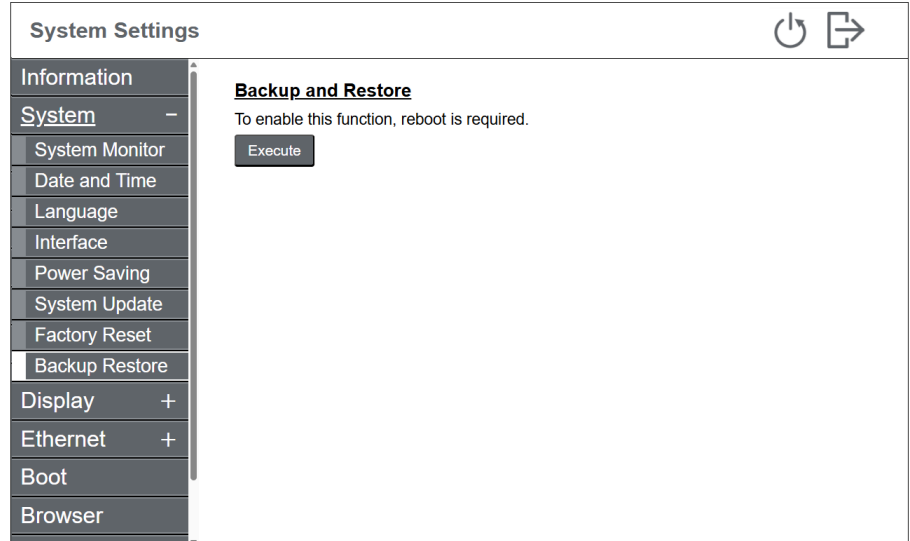 System Settings
Information
System −
System Monitor
Date and Time
Language
Interface
Power Saving
System Update
Factory Reset
Backup Restore
Display +
Ethernet +
Boot
Browser
Backup and Restore
To enable this function, reboot is required.
Execute